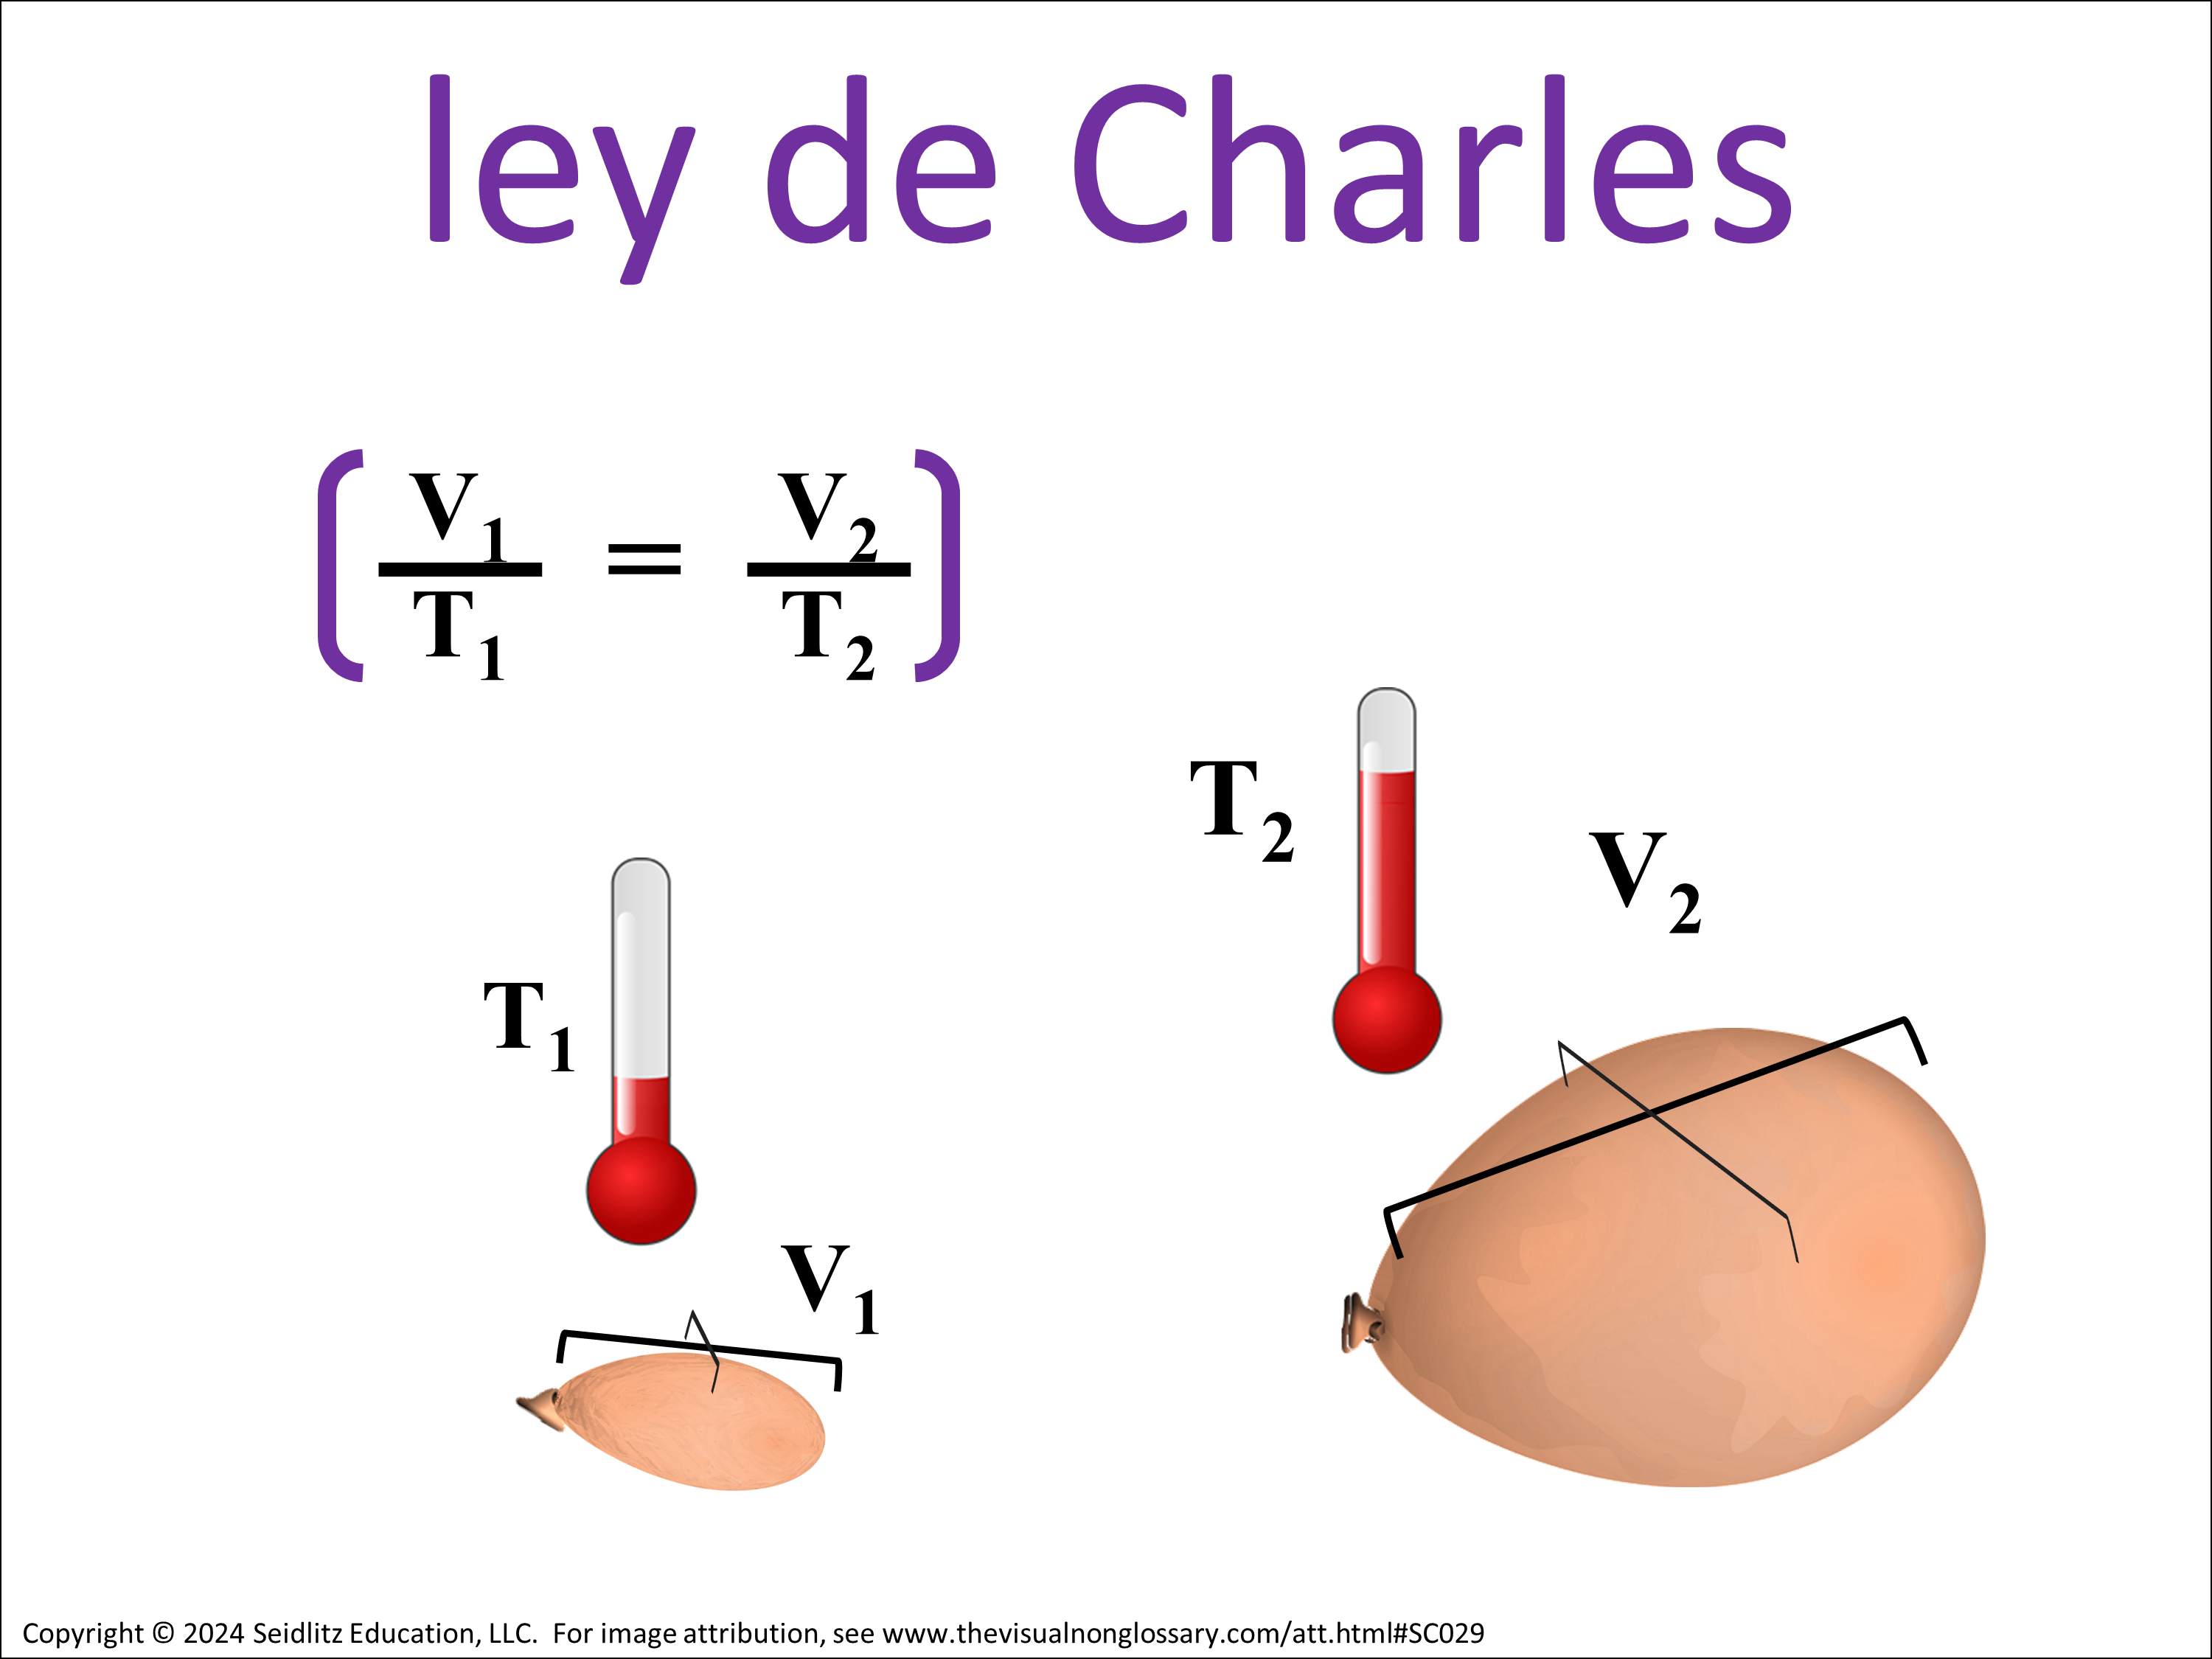 ley de Charles
V₁ = V₂
T₁ T₂
T₂
V₂
T₁
V₁
Copyright © 2024 Seidlitz Education, LLC. For image attribution, see www.thevisualnonglossary.com/att.html#SC029